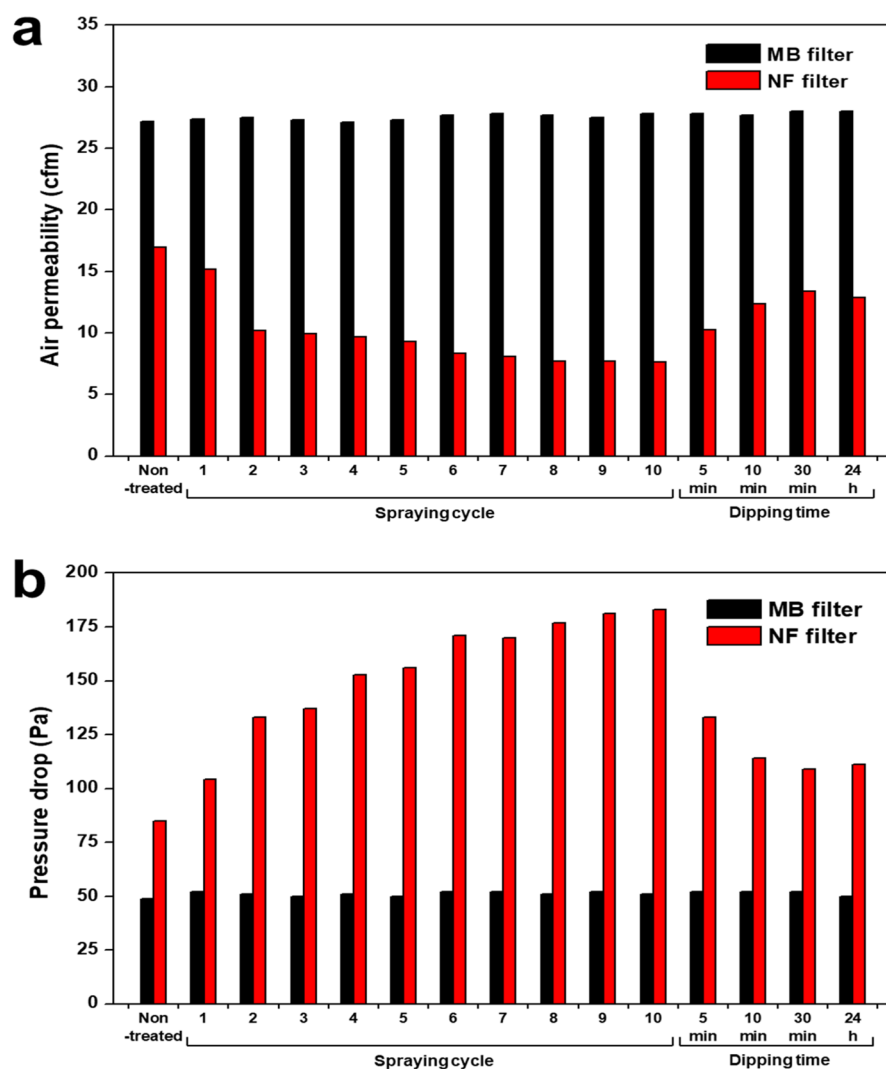 a
35
30
25
20
15
10
5
0
Air permeability (cfm)
MB filter
NF filter
Non 1 2 3 4 5 6 7 8 9 10 5 10 30 24
-treated min min min h
Spraying cycle Dipping time
b
200
175
150
125
100
75
50
25
0
Pressure drop (Pa)
MB filter
NF filter
Non 1 2 3 4 5 6 7 8 9 10 5 10 30 24
-treated min min min h
Spraying cycle Dipping time